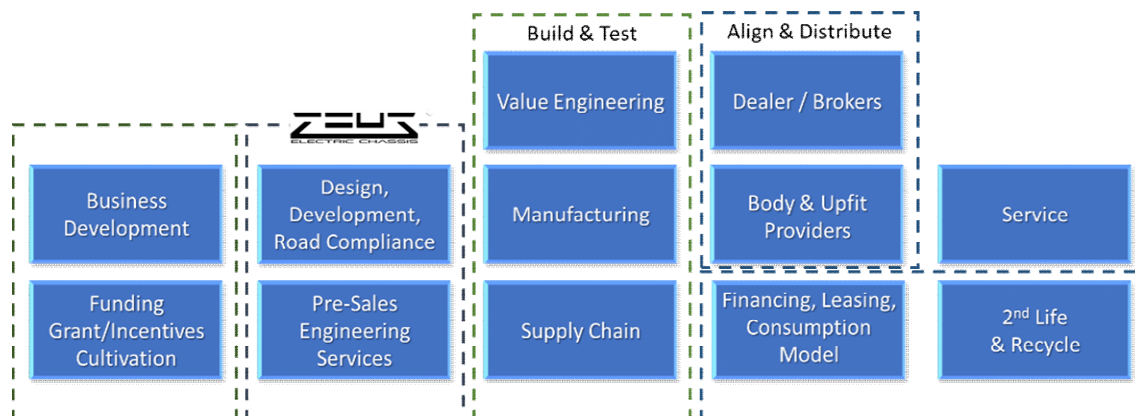 Build & Test
Align & Distribute
Value Engineering
Dealer / Brokers
ZEUS
ELECTRIC CHASSIS
Business
Development
Design,
Development,
Road Compliance
Manufacturing
Body & Upfit
Providers
Service
Funding
Grant/Incentives
Cultivation
Pre-Sales
Engineering
Services
Supply Chain
Financing, Leasing,
Consumption
Model
2nd Life
& Recycle